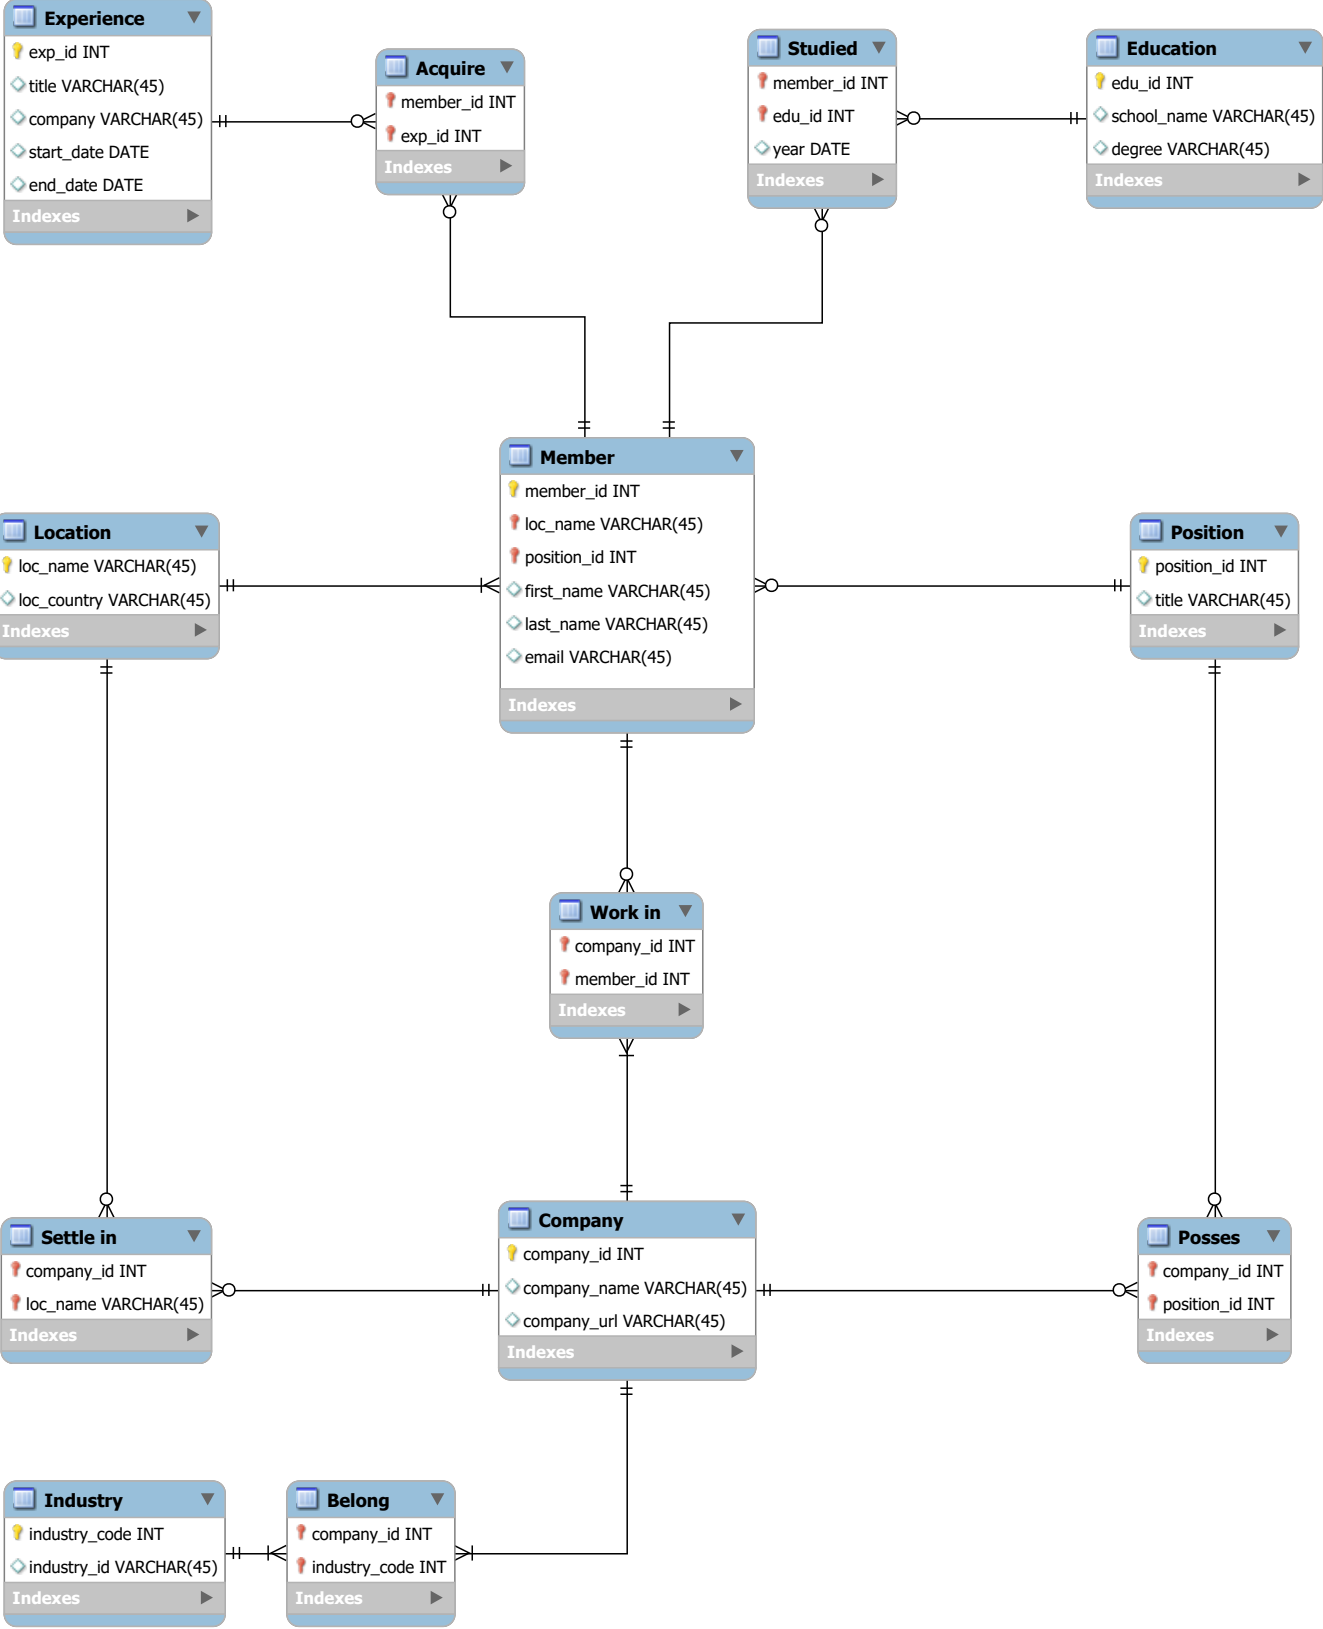 Experience
exp_id INT
title VARCHAR(45)
company VARCHAR(45)
start_date DATE
end_date DATE
Indexes
Acquire
member_id INT
exp_id INT
Indexes
Studied
member_id INT
edu_id INT
year DATE
Indexes
Education
edu_id INT
school_name VARCHAR(45)
degree VARCHAR(45)
Indexes
Member
member_id INT
loc_name VARCHAR(45)
position_id INT
first_name VARCHAR(45)
last_name VARCHAR(45)
email VARCHAR(45)
Indexes
Location
loc_name VARCHAR(45)
loc_country VARCHAR(45)
Indexes
Position
position_id INT
title VARCHAR(45)
Indexes
Work in
company_id INT
member_id INT
Indexes
Settle in
company_id INT
loc_name VARCHAR(45)
Indexes
Company
company_id INT
company_name VARCHAR(45)
company_url VARCHAR(45)
Indexes
Posses
company_id INT
position_id INT
Indexes
Industry
industry_code INT
industry_id VARCHAR(45)
Indexes
Belong
company_id INT
industry_code INT
Indexes